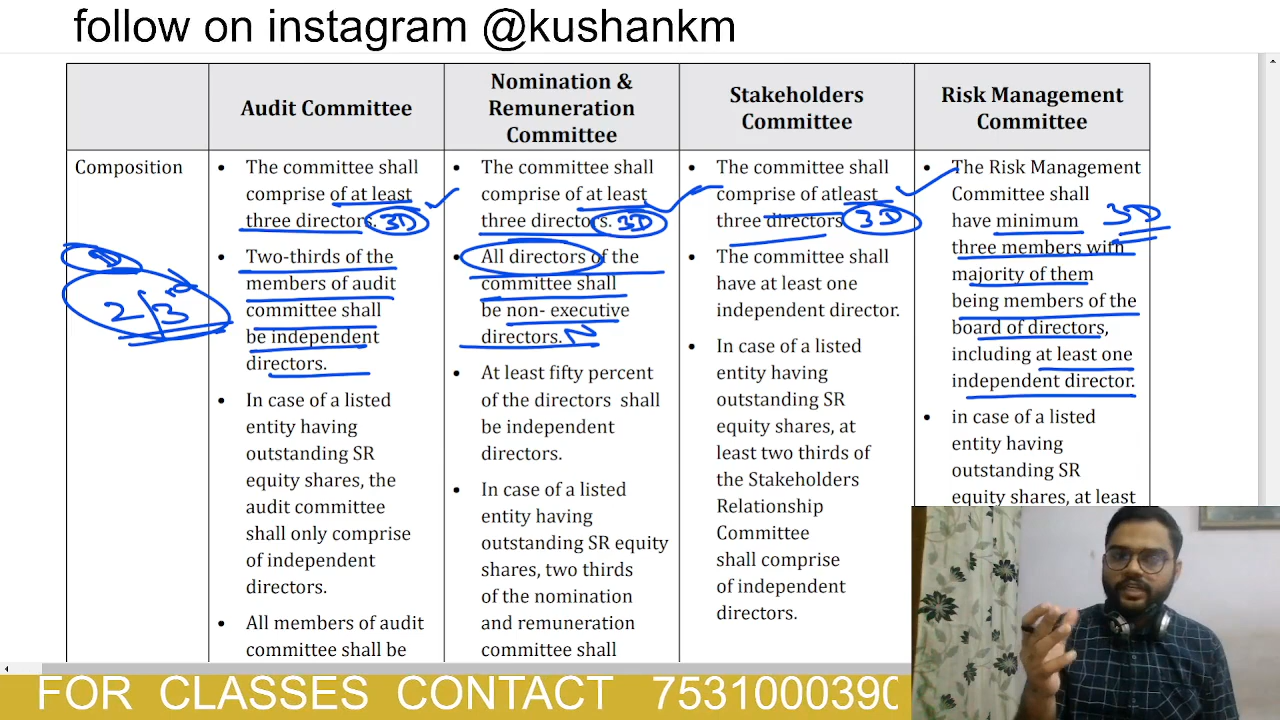 follow on instagram @kushankm
Audit Committee
Nomination &
Remuneration
Committee
Stakeholders
Committee
Risk Management
Committee
Composition
• The committee shall
comprise of at least
three directors. 3D
• Two-thirds of the
members of audit
committee shall
be independent
directors.
• In case of a listed
entity having
outstanding SR
equity shares, the
audit committee
shall only comprise
of independent
directors.
• All members of audit
committee shall be
2/3
• The committee shall
comprise of at least
three directors. 3D
• All directors of the
committee shall
be non- executive
directors.
• At least fifty percent
of the directors shall
be independent
directors.
• In case of a listed
entity having
outstanding SR equity
shares, two thirds
of the nomination
and remuneration
committee shall
• The committee shall
comprise of atleast
three directors 3D
• The committee shall
have at least one
independent director.
• In case of a listed
entity having
outstanding SR
equity shares, at
least two thirds of
the Stakeholders
Relationship
Committee
shall comprise
of independent
directors.
• The Risk Management
Committee shall
have minimum 3D
three members with
majority of them
being members of the
board of directors,
including at least one
independent director.
• in case of a listed
entity having
outstanding SR
equity shares, at least
FOR CLASSES CONTACT 7531000390